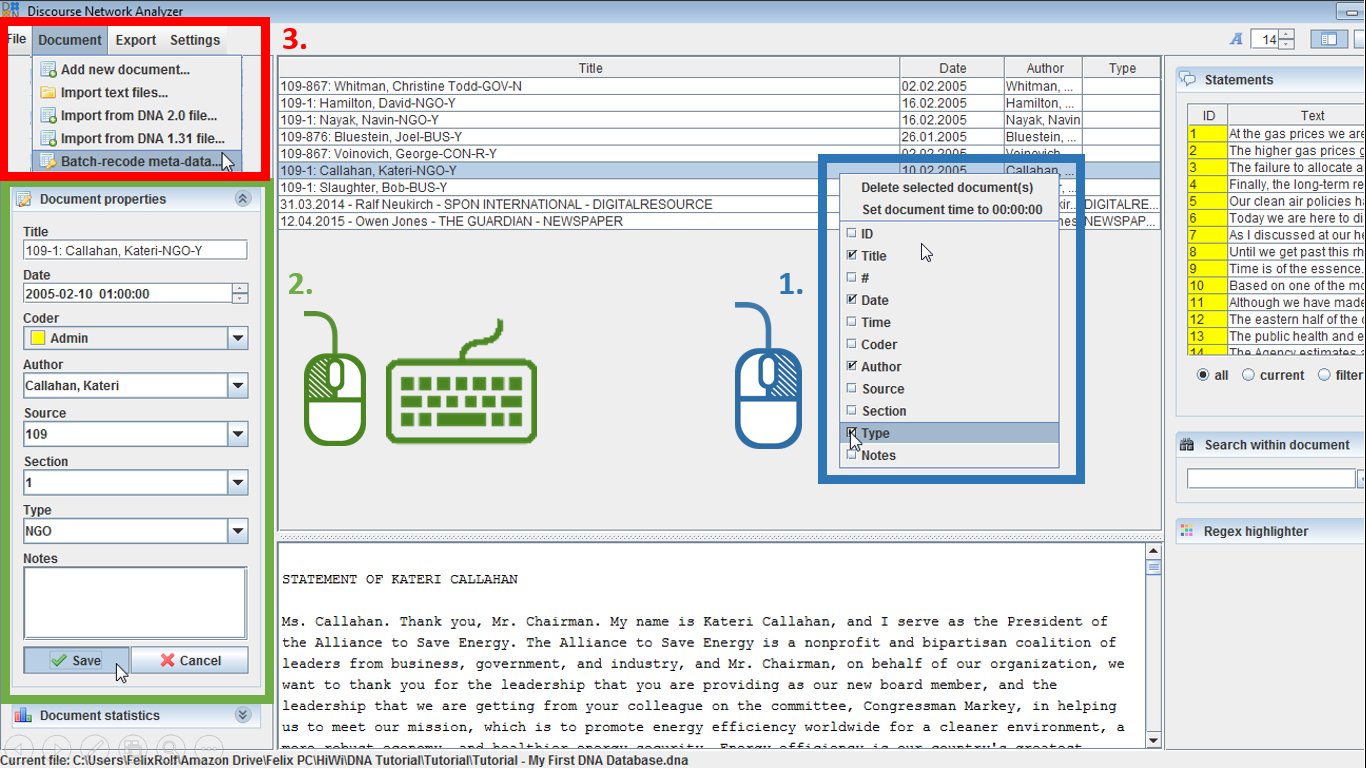 Discourse Network Analyzer
File Document Export Settings
3.
14
Add new document...
Import text files...
Import from DNA 2.0 file...
Import from DNA 1.31 file...
Batch-recode meta-data...
Document properties
Title
109-1: Callahan, Kateri-NGO-Y
Date
2005-02-10 01:00:00
Coder
Admin
Author
Callahan, Kateri
Source
109
Section
1
Type
NGO
Notes
Save Cancel
Document statistics
Title Date Author Type
109-867: Whitman, Christine Todd-GOV-N 02.02.2005 Whitman, ...
109-1: Hamilton, David-NGO-Y 16.02.2005 Hamilton, ...
109-1: Nayak, Navin-NGO-Y 16.02.2005 Nayak, Navin
109-876: Bluestein, Joel-BUS-Y 26.01.2005 Bluestein, ...
109-867: Voinovich, George-CON-R-Y 02.02.2005 Voinovich, ...
109-1: Callahan, Kateri-NGO-Y 10.02.2005 Callahan, ...
109-1: Slaughter, Bob-BUS-Y
31.03.2014 - Ralf Neukirch - SPON INTERNATIONAL - DIGITALRESOURCE DIGITALRE...
12.04.2015 - Owen Jones - THE GUARDIAN - NEWSPAPER NEWSPAP...
2.
1.
Delete selected document(s)
Set document time to 00:00:00
ID
Title
#
Date
Time
Coder
Author
Source
Section
Type
Notes
STATEMENT OF KATERI CALLAHAN
Ms. Callahan. Thank you, Mr. Chairman. My name is Kateri Callahan, and I serve as the President of
the Alliance to Save Energy. The Alliance to Save Energy is a nonprofit and bipartisan coalition of
leaders from business, government, and industry, and Mr. Chairman, on behalf of our organization, we
want to thank you for the leadership that you are providing as our new board member, and the
leadership that we are getting from your colleague on the committee, Congressman Markey, in helping
us to meet our mission, which is to promote energy efficiency worldwide for a cleaner environment, a
more robust economy, and healthier energy security. Energy efficiency is our country's greatest
Statements
ID Text
1 At the gas prices we are
2 The higher gas prices g
3 The failure to allocate a
4 Finally, the long-term re
5 Our clean air policies ha
6 Today we are here to di
7 As I discussed at our he
8 Until we get past this rh
9 Time is of the essence.
10 Based on one of the mo
11 Although we have made
12 The eastern half of the c
13 The public health and e
14 The Agency estimates a
all current filter
Search within document
Regex highlighter
Current file: C:\Users\FelixRolf\Amazon Drive\Felix PC\HiWi\DNA Tutorial\Tutorial\Tutorial - My First DNA Database.dna